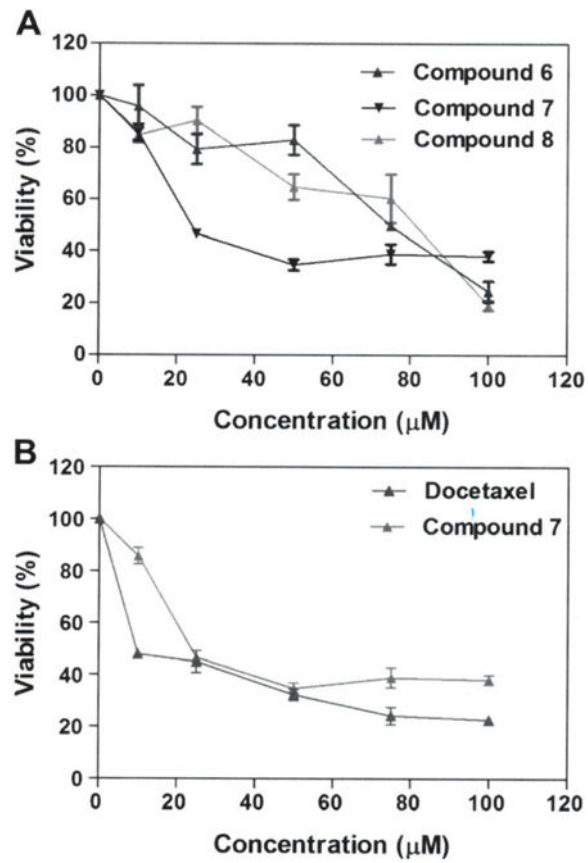 A
120
100
80
60
40
20
0
Viability (%)
Compound 6
Compound 7
Compound 8
0 20 40 60 80 100 120
Concentration (μM)
B
120
100
80
60
40
20
0
Viability (%)
Docetaxel
Compound 7
0 20 40 60 80 100 120
Concentration (μM)